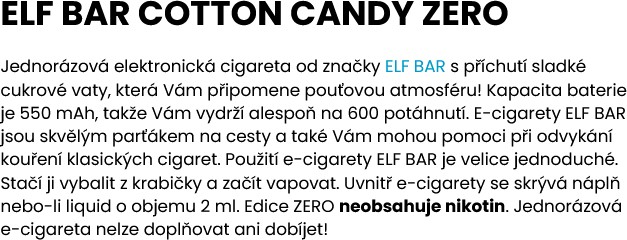 ELF BAR COTTON CANDY ZERO
Jednorázová elektronická cigareta od značky ELF BAR s příchutí sladké
cukrové vaty, která Vám připomene pouťovou atmosféru! Kapacita baterie
je 550 mAh, takže Vám vydrží alespoň na 600 potáhnutí. E-cigarety ELF BAR
jsou skvělým parťákem na cesty a také Vám mohou pomoci při odvykání
kouření klasických cigaret. Použití e-cigarety ELF BAR je velice jednoduché.
Stačí ji vybalit z krabičky a začít vapovat. Uvnitř e-cigarety se skrývá náplň
nebo-li liquid o objemu 2 ml. Edice ZERO neobsahuje nikotin. Jednorázová
e-cigareta nelze doplňovat ani dobíjet!